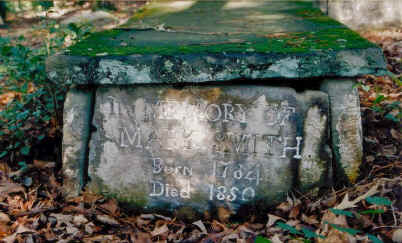 IN MEMORY OF
MARY SMITH.
Born 1784
Died 1850